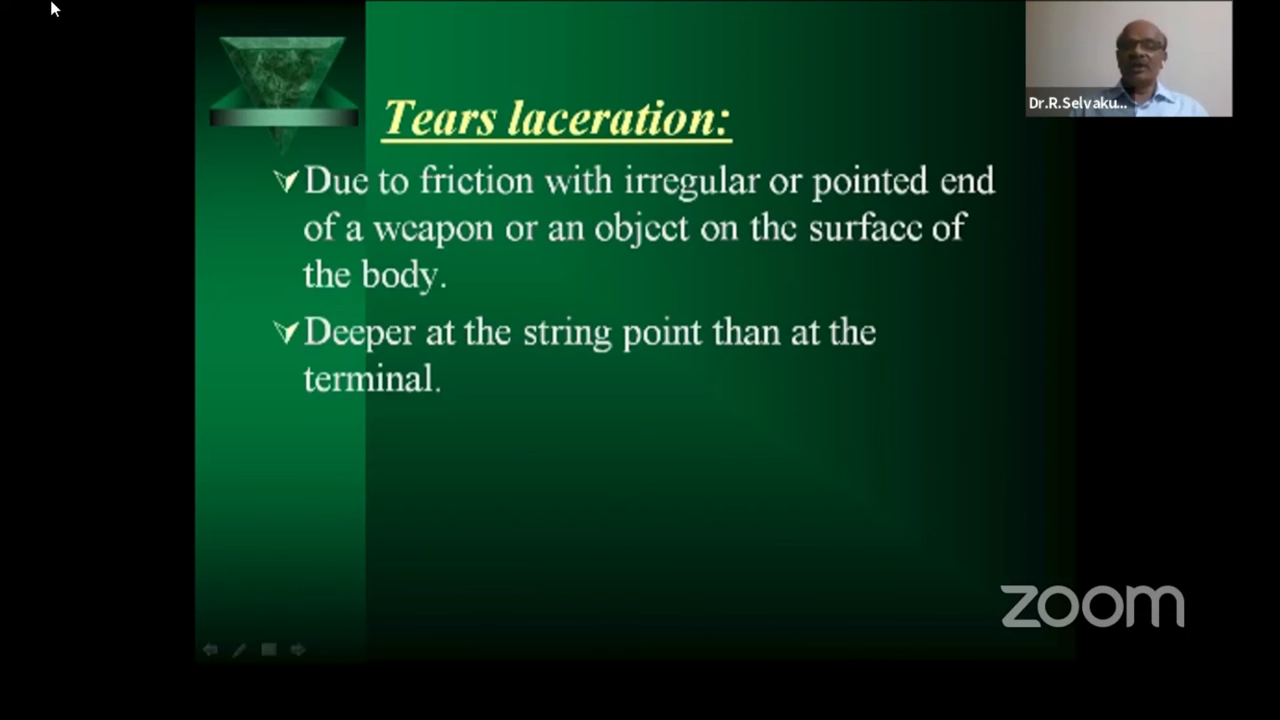 Dr.R.Selvaku...
Tears laceration:
Due to friction with irregular or pointed end
of a weapon or an object on the surface of
the body.
Deeper at the string point than at the
terminal.
zoom